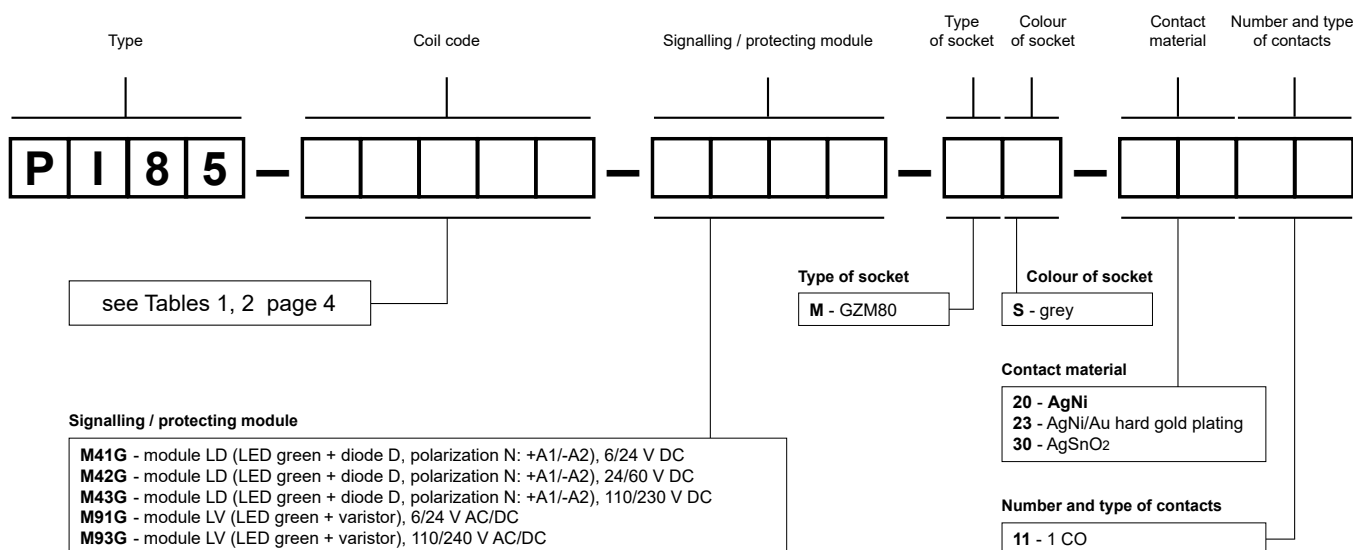 Type
Coil code
Signalling / protecting module
Type of socket
Colour of socket
Contact material
Number and type of contacts
P I 8 5 – – – –
see Tables 1, 2 page 4
Type of socket
M - GZM80
Colour of socket
S - grey
Contact material
20 - AgNi
23 - AgNi/Au hard gold plating
30 - AgSnO2
Signalling / protecting module
M41G - module LD (LED green + diode D, polarization N: +A1/-A2), 6/24 V DC
M42G - module LD (LED green + diode D, polarization N: +A1/-A2), 24/60 V DC
M43G - module LD (LED green + diode D, polarization N: +A1/-A2), 110/230 V DC
M91G - module LV (LED green + varistor), 6/24 V AC/DC
M93G - module LV (LED green + varistor), 110/240 V AC/DC
Number and type of contacts
11 - 1 CO